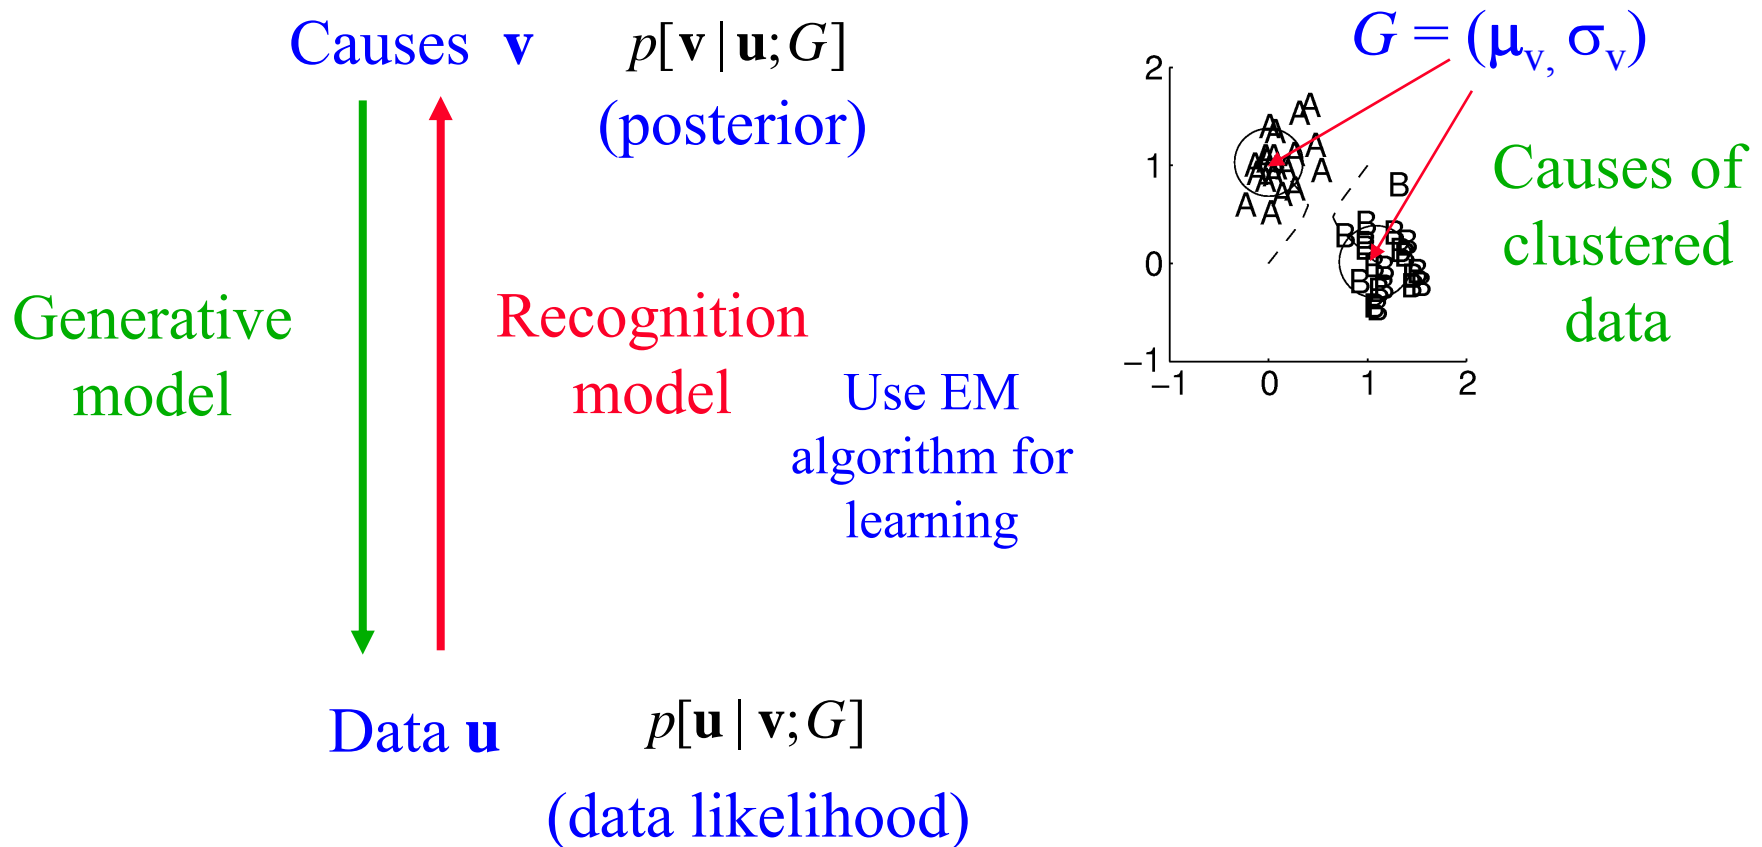 Causes v
p[v | u; G]
(posterior)
Generative
model
Recognition
model
Use EM
algorithm for
learning
Data u
p[u | v; G]
(data likelihood)
G = (μv, σv)
Causes of
clustered
data
2
1
0
−1
−1 0 1 2
A A A A A A A A A A A A A A A A
B B B B B B B B B B B B B B B B